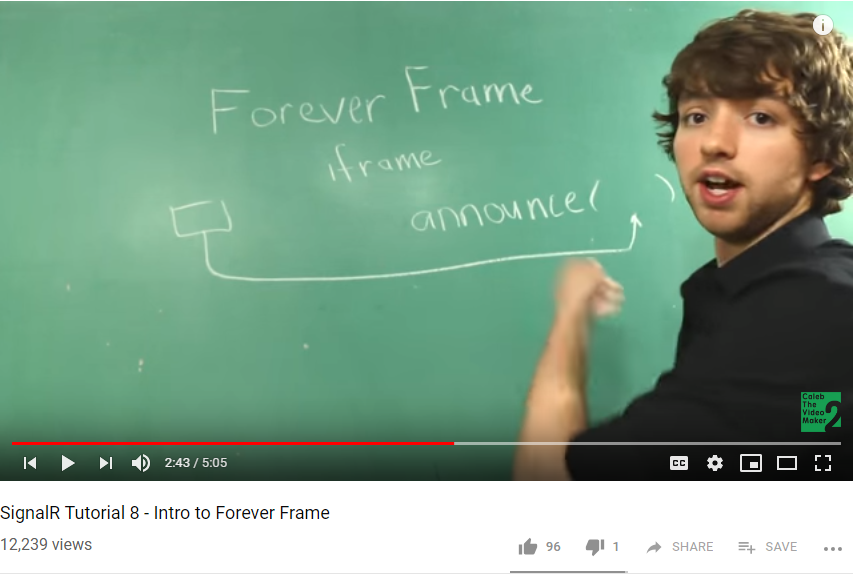 Forever Frame
iframe
announce( )
Caleb
The
Video
Maker 2
2:43 / 5:05
CC
SignalR Tutorial 8 - Intro to Forever Frame
12,239 views
96
1
SHARE
SAVE